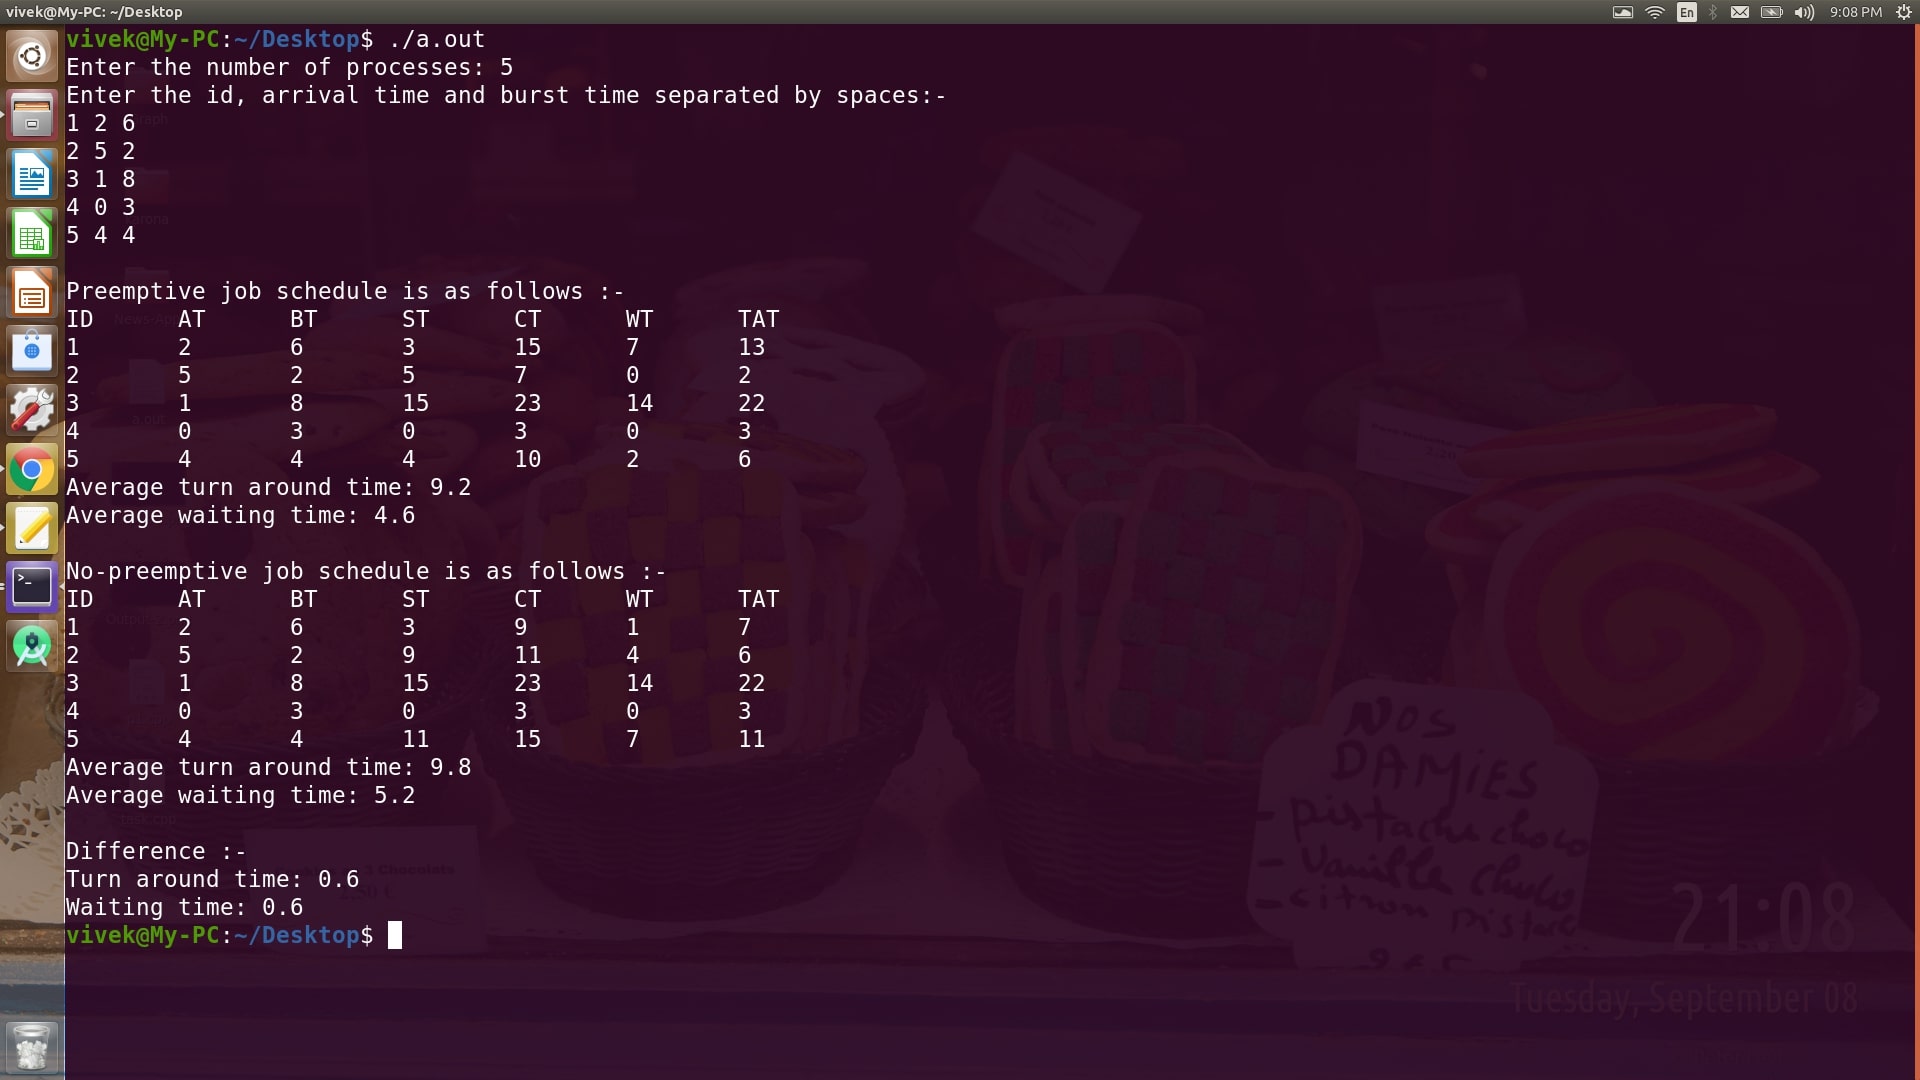 vivek@My-PC: ~/Desktop
En
9:08 PM
vivek@My-PC:~/Desktop$ ./a.out
Enter the number of processes: 5
Enter the id, arrival time and burst time separated by spaces:-
1 2 6
2 5 2
3 1 8
4 0 3
5 4 4
Preemptive job schedule is as follows :-
ID AT BT ST CT WT TAT
1 2 6 3 15 7 13
2 5 2 5 7 0 2
3 1 8 15 23 14 22
4 0 3 0 3 0 3
5 4 4 4 10 2 6
Average turn around time: 9.2
Average waiting time: 4.6
No-preemptive job schedule is as follows :-
ID AT BT ST CT WT TAT
1 2 6 3 9 1 7
2 5 2 9 11 4 6
3 1 8 15 23 14 22
4 0 3 0 3 0 3
5 4 4 11 15 7 11
Average turn around time: 9.8
Average waiting time: 5.2
Difference :-
Turn around time: 0.6
Waiting time: 0.6
vivek@My-PC:~/Desktop$
a.out
task.cpp
3 Chocolats
NOS
DAMIES
- pistache choco
- Vanille choco
- citron pistache
21:08
Tuesday, September 08